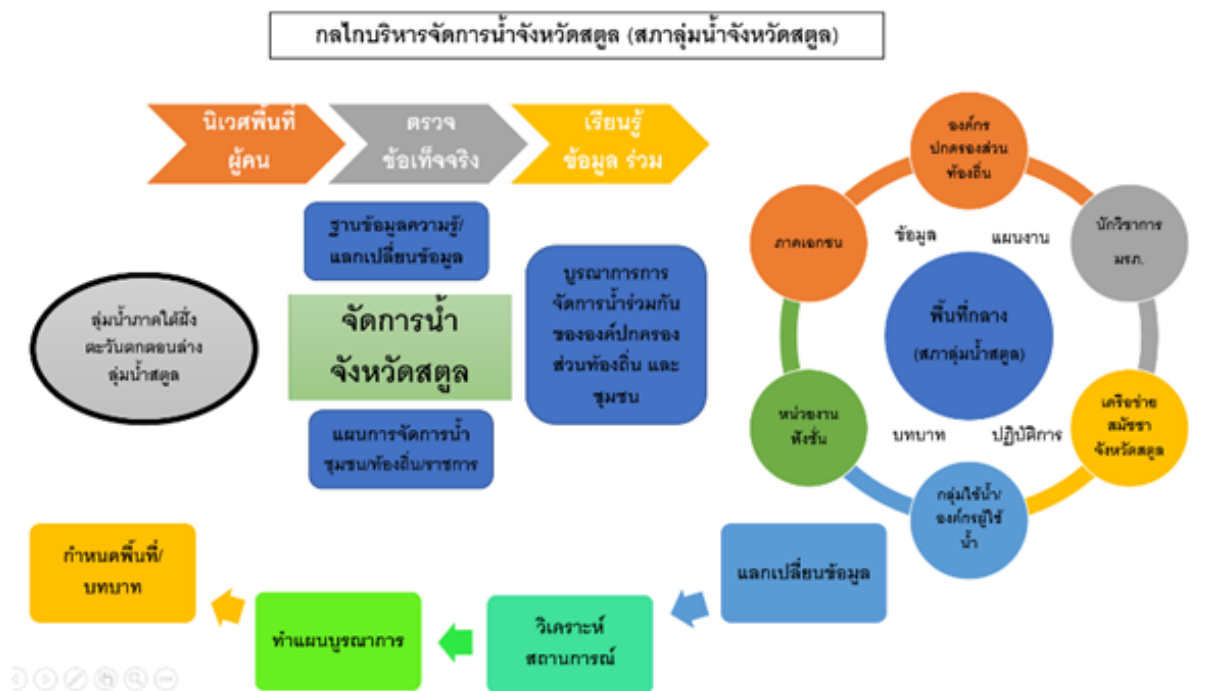 กลไกบริหารจัดการน้ำจังหวัดสตูล (สภาลุ่มน้ำจังหวัดสตูล)
นิเวศพื้นที่
ผู้คน
ตรวจ
ข้อเท็จจริง
เรียนรู้
ข้อมูล ร่วม
ฐานข้อมูลความรู้/
แลกเปลี่ยนข้อมูล
ลุ่มน้ำภาคใต้ฝั่ง
ตะวันตกตอนล่าง
ลุ่มน้ำสตูล
จัดการน้ำ
จังหวัดสตูล
บูรณาการการ
จัดการน้ำร่วมกัน
ขององค์ปกครอง
ส่วนท้องถิ่น และ
ชุมชน
แผนการจัดการน้ำ
ชุมชน/ท้องถิ่น/ราชการ
องค์กร
ปกครองส่วน
ท้องถิ่น
ภาคเอกชน
ข้อมูล
แผนงาน
นักวิชาการ
มรภ.
พื้นที่กลาง
(สภาลุ่มน้ำสตูล)
หน่วยงาน
ฟังชั่น
บทบาท
ปฏิบัติการ
เครือข่าย
สมัชชา
จังหวัดสตูล
กลุ่มใช้น้ำ/
องค์กรผู้ใช้
น้ำ
กำหนดพื้นที่/
บทบาท
ทำแผนบูรณาการ
วิเคราะห์
สถานการณ์
แลกเปลี่ยนข้อมูล